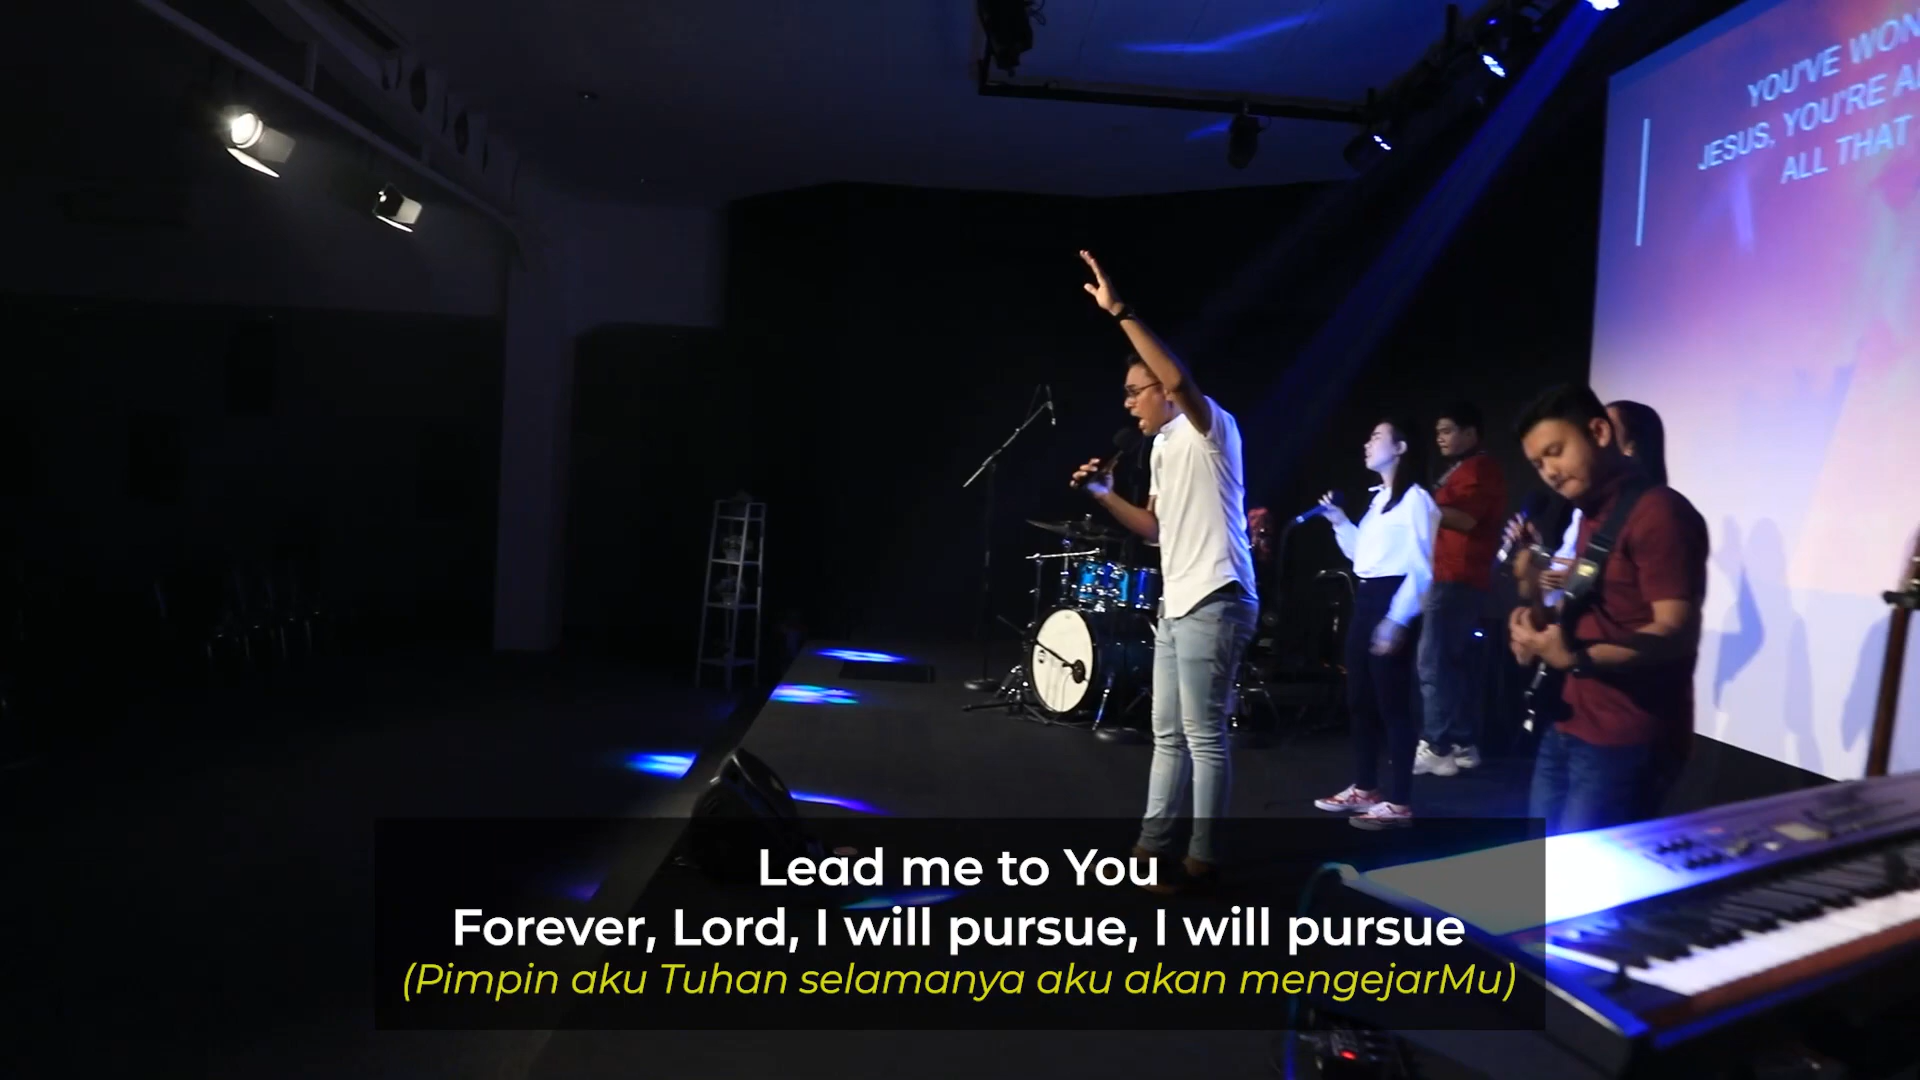 YOU'VE WON
JESUS, YOU'RE
ALL THAT
Lead me to You
Forever, Lord, I will pursue, I will pursue
(Pimpin aku Tuhan selamanya aku akan mengejarMu)